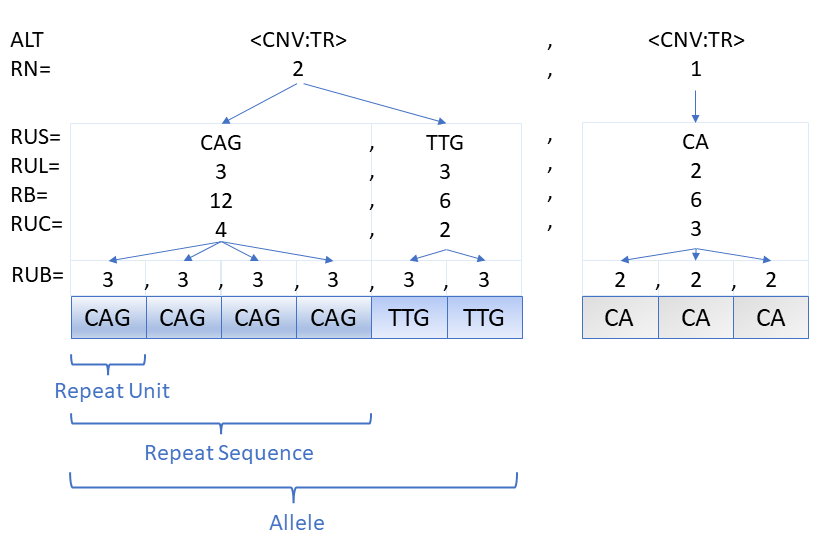 ALT <CNV:TR> , <CNV:TR>
RN= 2 , 1
RUS= CAG , TTG , CA
RUL= 3 , 3 , 2
RB= 12 , 6 , 6
RUC= 4 , 2 , 3
RUB= 3 , 3 , 3 , 3 , 3 , 3 2 , 2 , 2
CAG CAG CAG CAG TTG TTG CA CA CA
Repeat Unit
Repeat Sequence
Allele